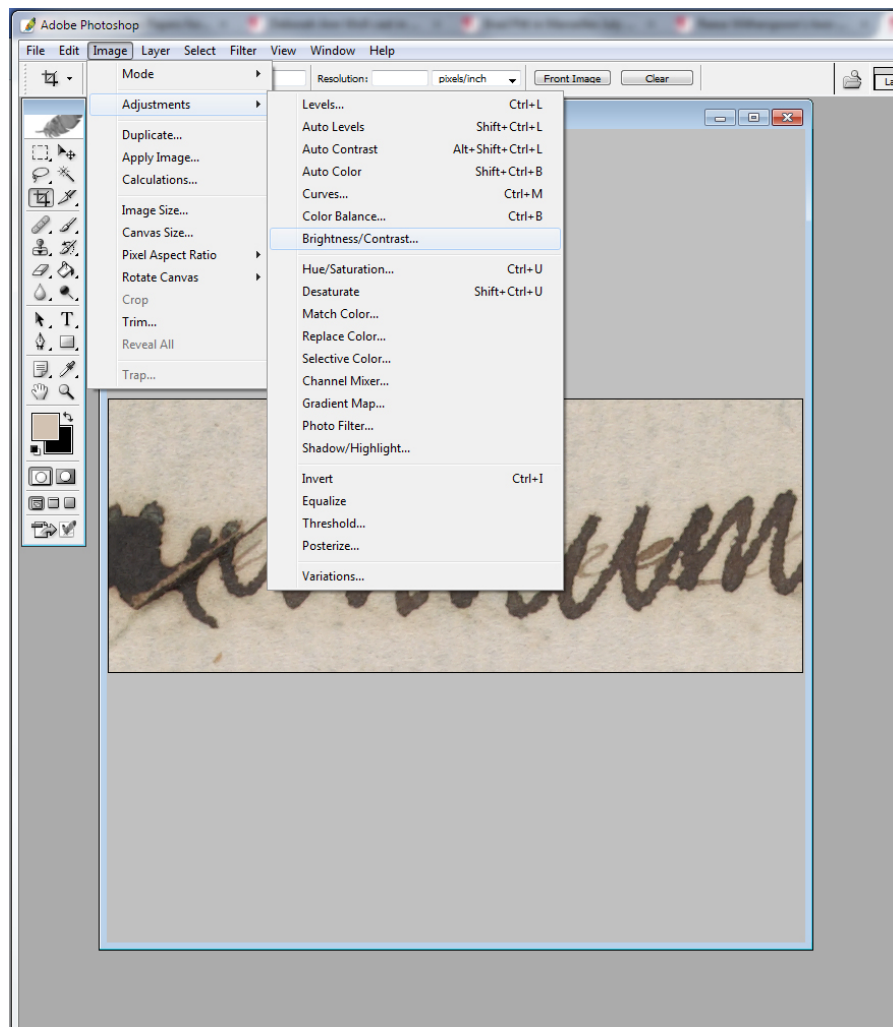 Adobe Photoshop
File Edit Image Layer Select Filter View Window Help
Resolution: pixels/inch Front Image Clear
Mode
Adjustments
Duplicate...
Apply Image...
Calculations...
Image Size...
Canvas Size...
Pixel Aspect Ratio
Rotate Canvas
Crop
Trim...
Reveal All
Trap...
Levels... Ctrl+L
Auto Levels Shift+Ctrl+L
Auto Contrast Alt+Shift+Ctrl+L
Auto Color Shift+Ctrl+B
Curves... Ctrl+M
Color Balance... Ctrl+B
Brightness/Contrast...
Hue/Saturation... Ctrl+U
Desaturate Shift+Ctrl+U
Match Color...
Replace Color...
Selective Color...
Channel Mixer...
Gradient Map...
Photo Filter...
Shadow/Highlight...
Invert Ctrl+I
Equalize
Threshold...
Posterize...
Variations...